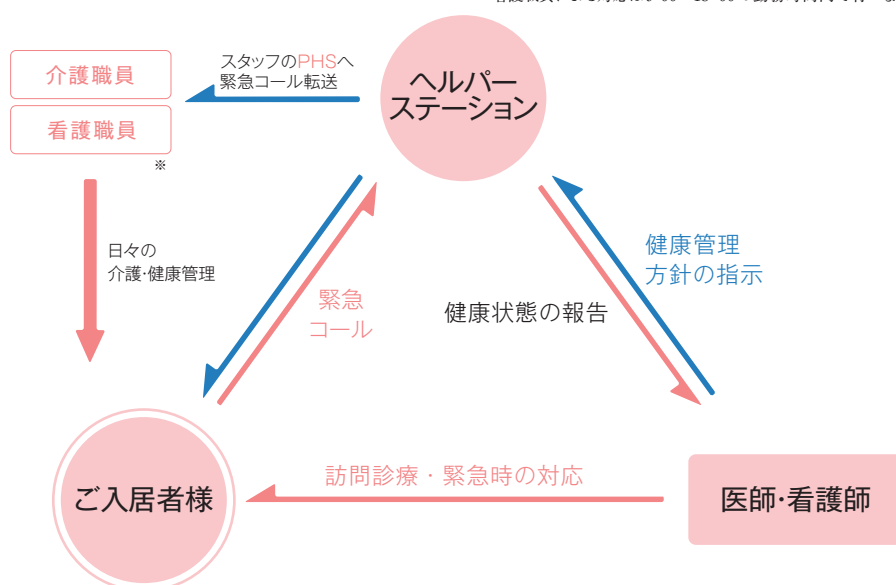 スタッフのPHSへ
緊急コール転送
介護職員
看護職員
※
ヘルパー
ステーション
日々の
介護・健康管理
緊急
コール
健康状態の報告
健康管理
方針の指示
訪問診療・緊急時の対応
ご入居者様
医師・看護師